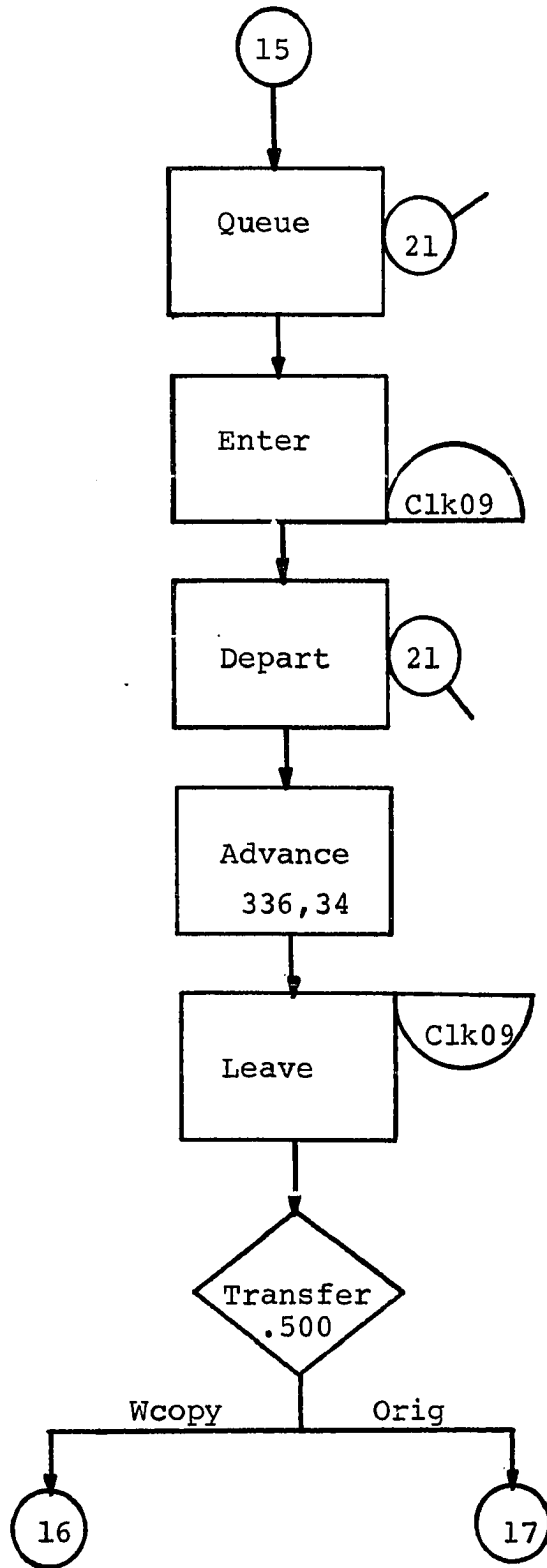 15
Queue
21
Enter
Clk09
Depart
21
Advance
336,34
Leave
Clk09
Transfer
.500
Wcopy Orig
16 17